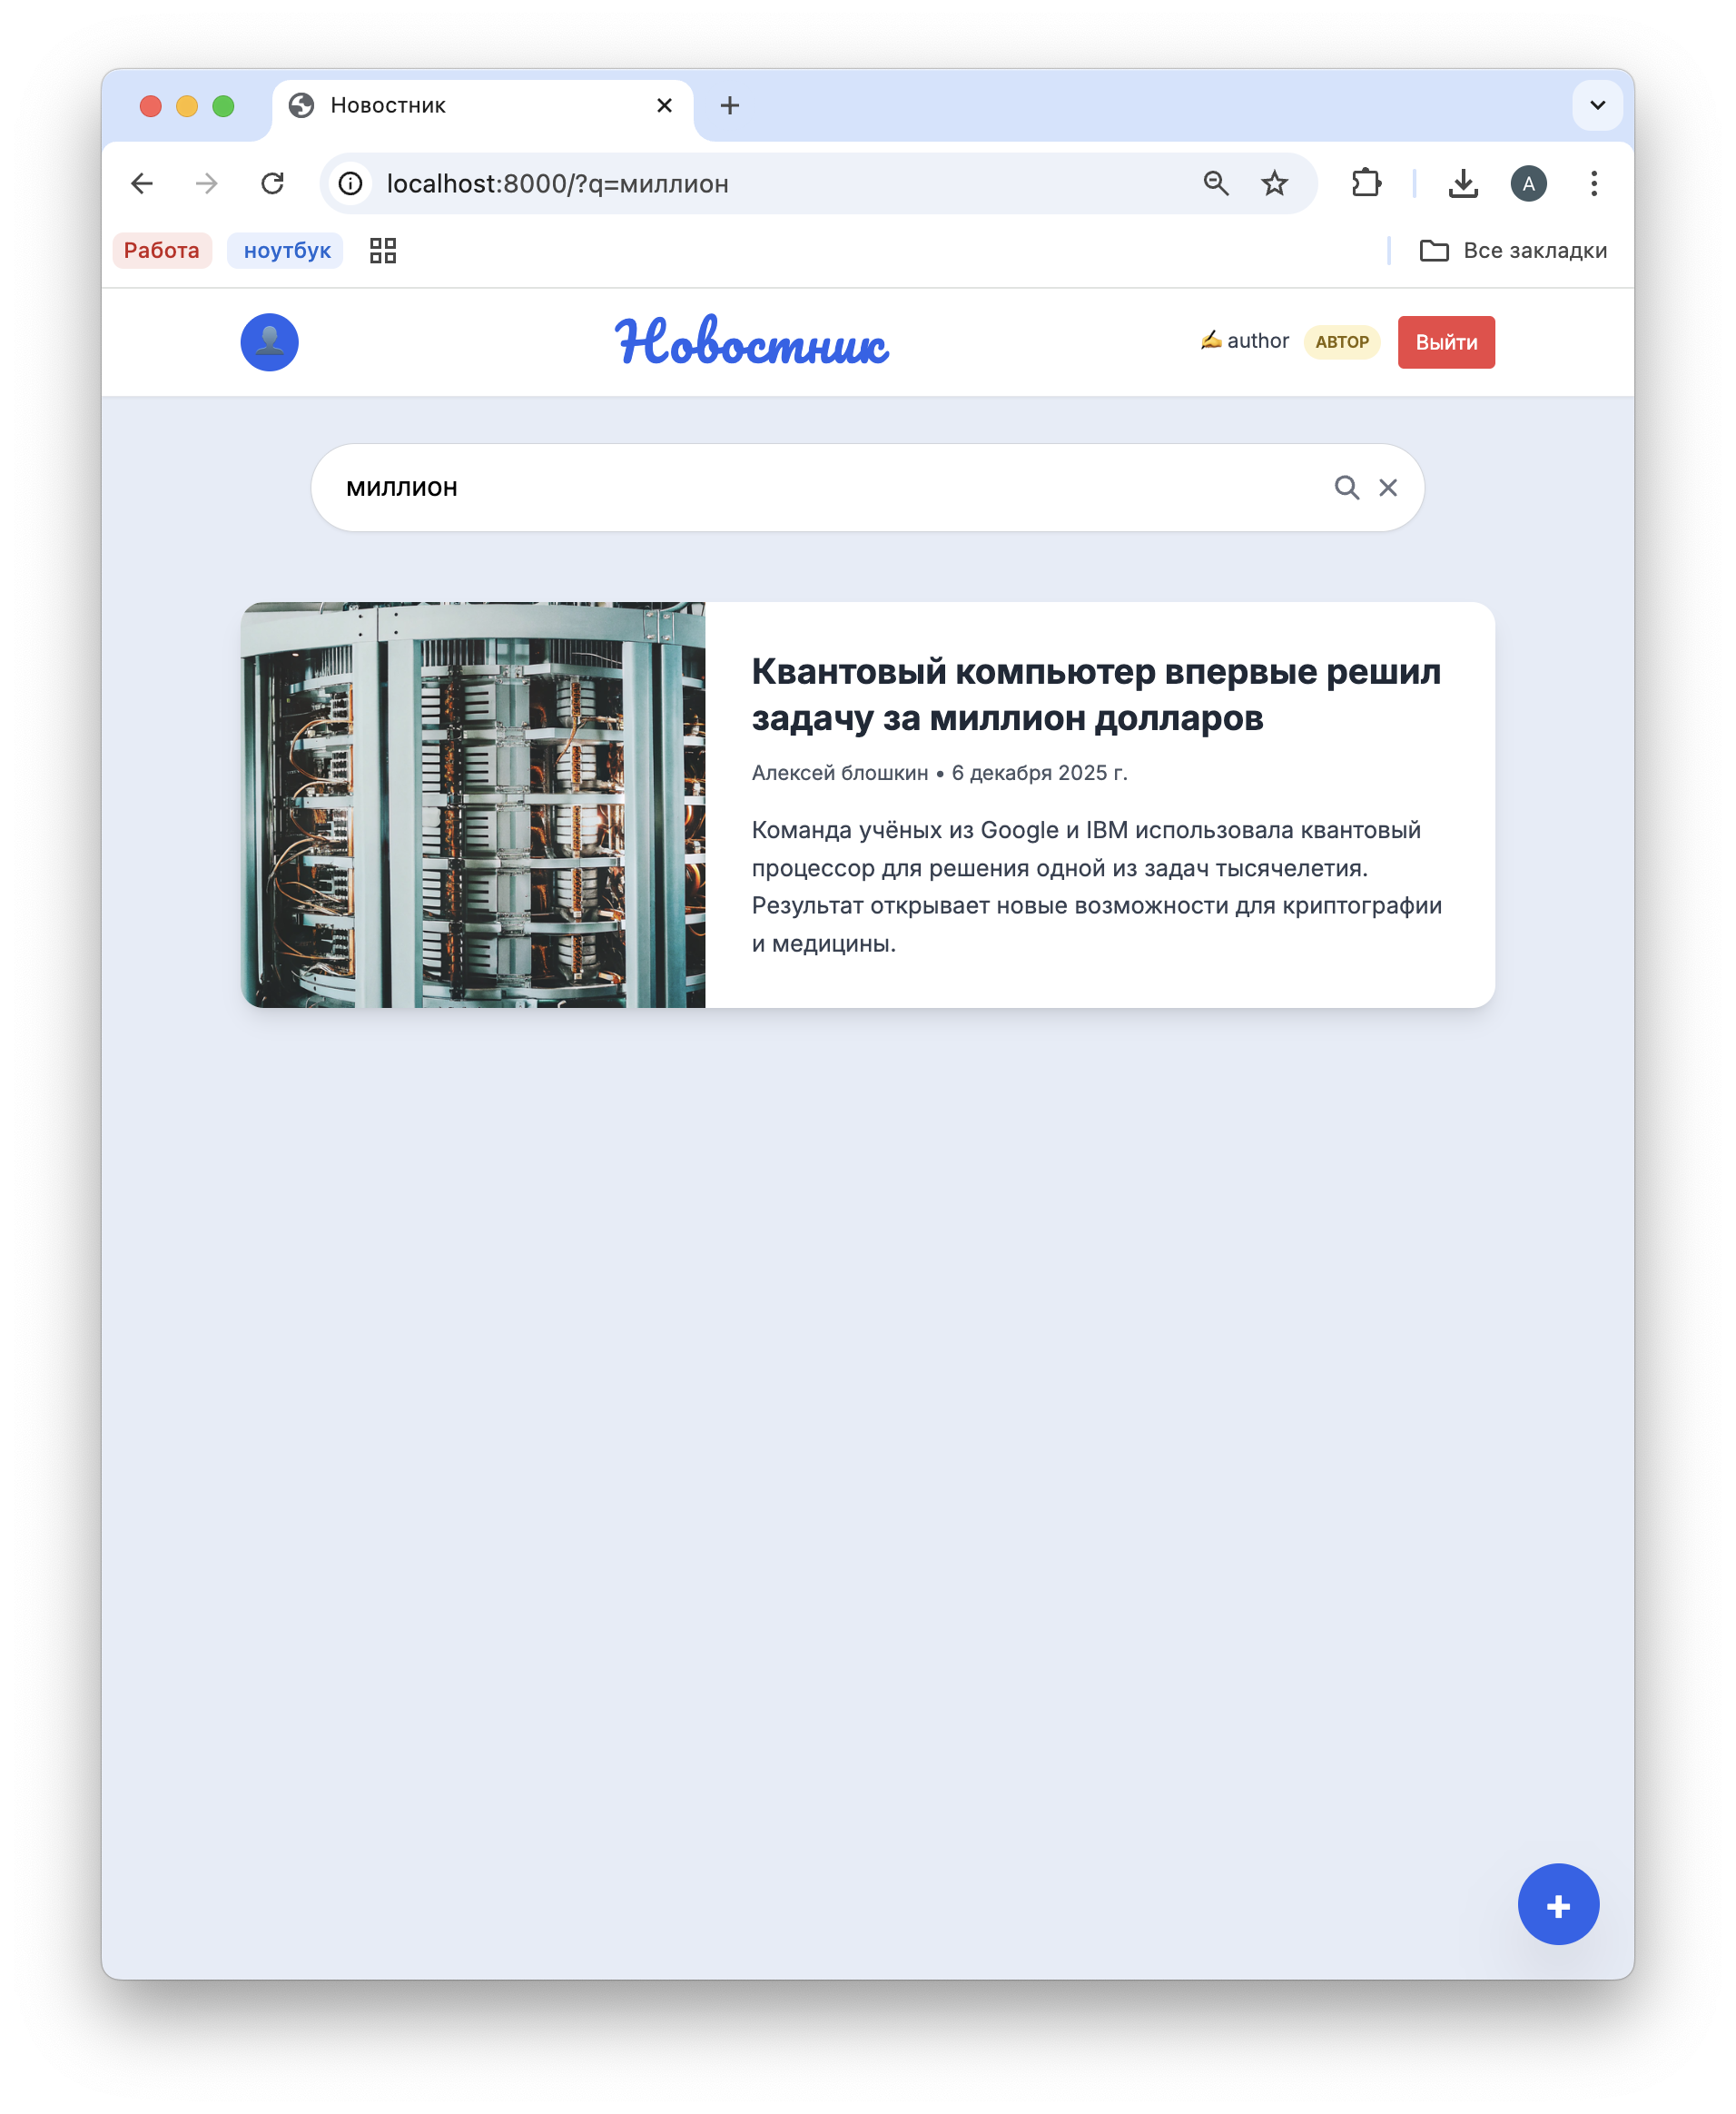 Новостник
localhost:8000/?q=миллион
A
Работа ноутбук Все закладки
Новостник
author АВТОР Выйти
миллион
Квантовый компьютер впервые решил
задачу за миллион долларов
Алексей блошкин • 6 декабря 2025 г.
Команда учёных из Google и IBM использовала квантовый
процессор для решения одной из задач тысячелетия.
Результат открывает новые возможности для криптографии
и медицины.